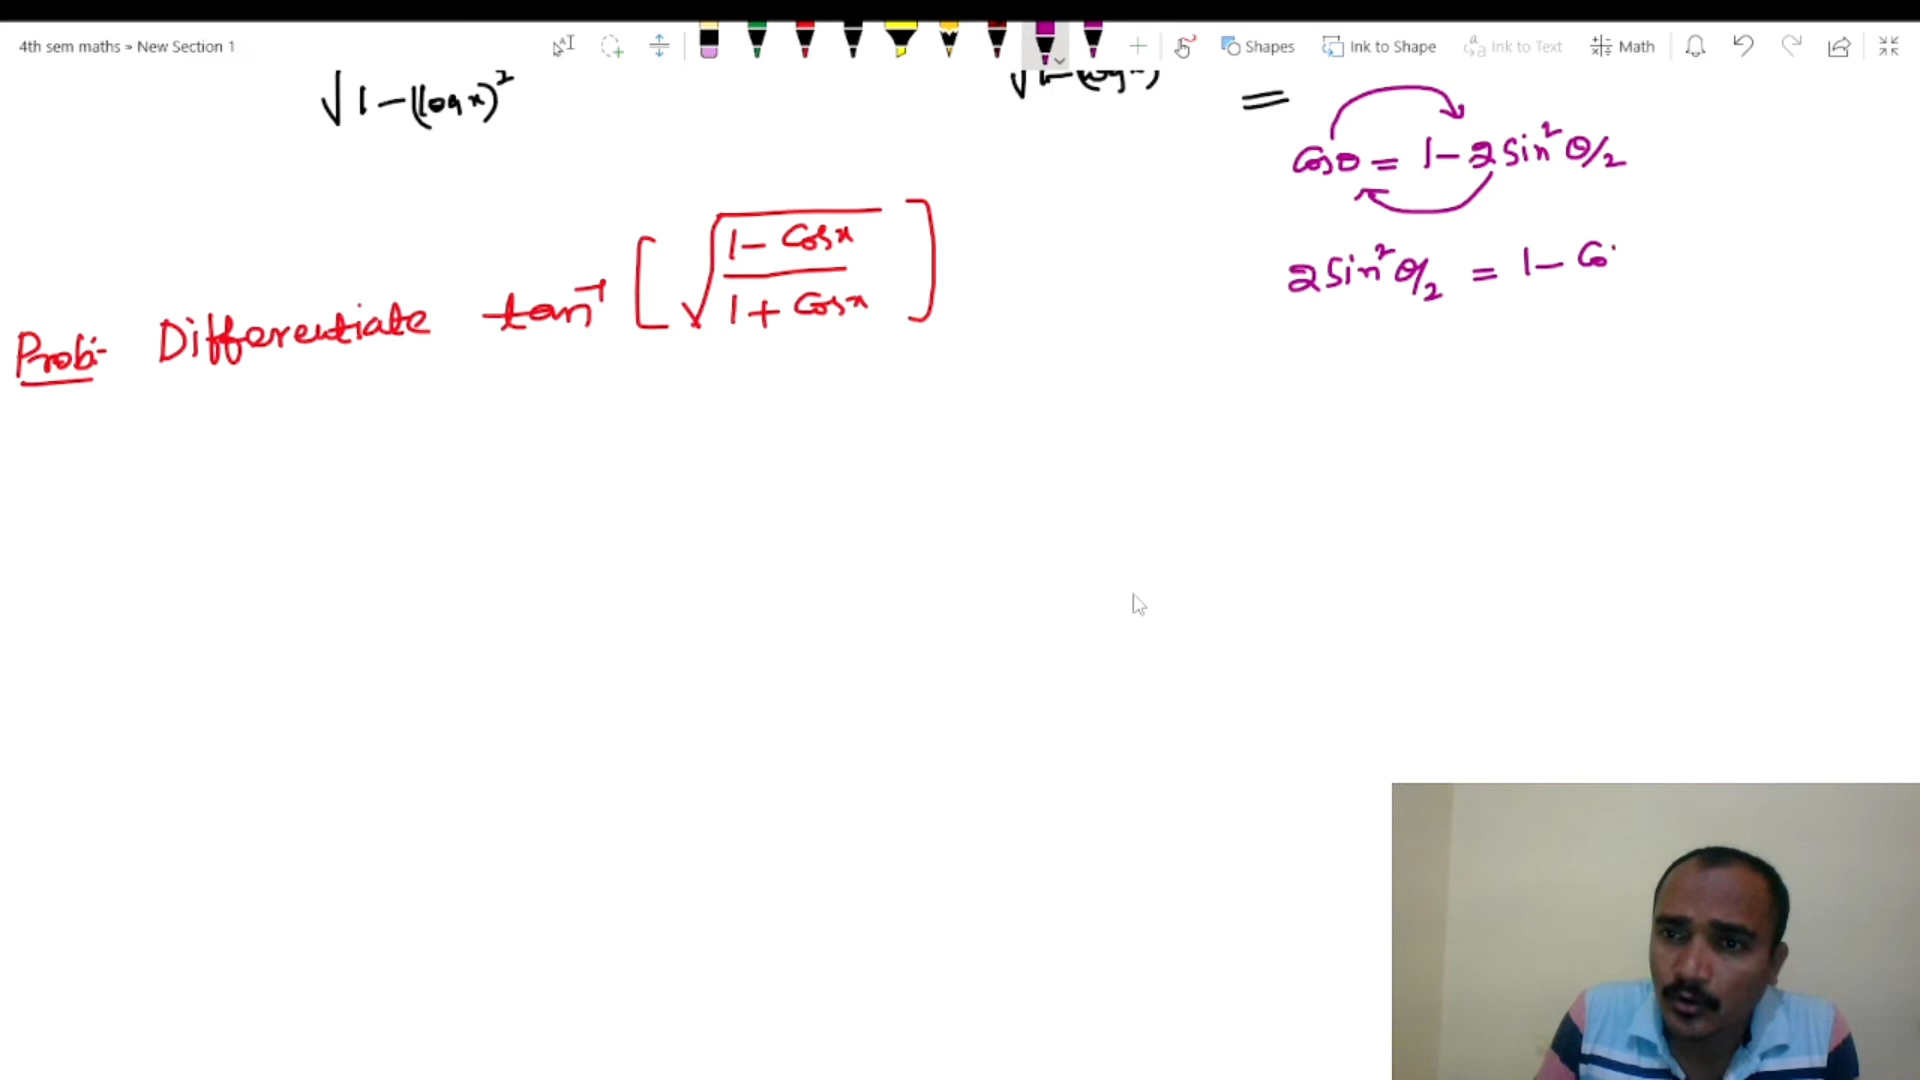 4th sem maths » New Section 1
Shapes Ink to Shape Ink to Text Math
√1-(log x)²
=
Cosθ = 1-2Sin²θ/2
2Sin²θ/2 = 1- Co
Prob:- Differentiate tan⁻¹ [√(1-Cosx)/(1+Cosx)]